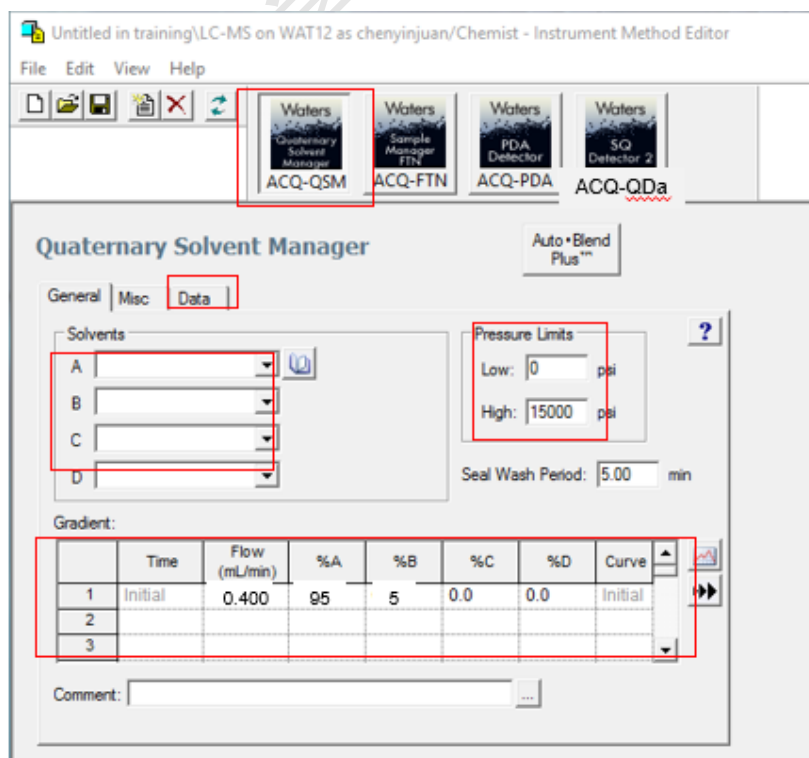 Untitled in training\LC-MS on WAT12 as chenyinjuan/Chemist - Instrument Method Editor
File Edit View Help
Waters Quaternary Solvent Manager
ACQ-QSM
Waters Sample Manager FTN
ACQ-FTN
Waters PDA Detector
ACQ-PDA
Waters SQ Detector 2
ACQ-QDa
Quaternary Solvent Manager
Auto•Blend Plus™
General Misc Data
Solvents
Pressure Limits
?
A
Low: 0 psi
B
High: 15000 psi
C
D
Seal Wash Period: 5.00 min
Gradient:
Time Flow (mL/min) %A %B %C %D Curve
1 Initial 0.400 95 5 0.0 0.0 Initial
2
3
Comment:
...